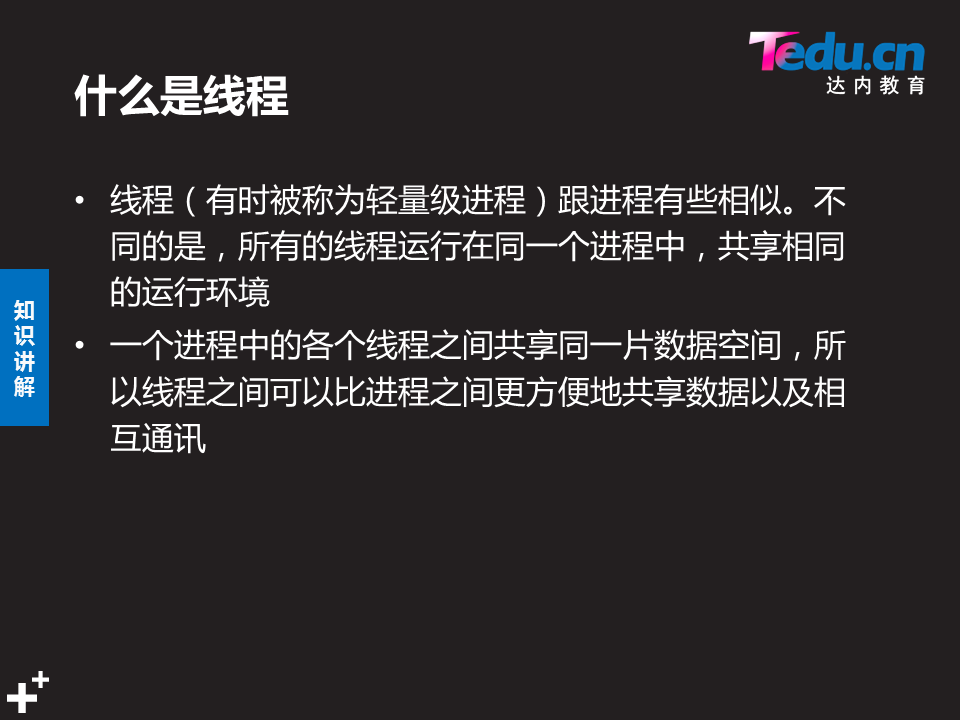 Tedu.cn
达内教育
什么是线程
• 线程（有时被称为轻量级进程）跟进程有些相似。不
同的是，所有的线程运行在同一个进程中，共享相同
的运行环境
• 一个进程中的各个线程之间共享同一片数据空间，所
以线程之间可以比进程之间更方便地共享数据以及相
互通讯
知
识
讲
解